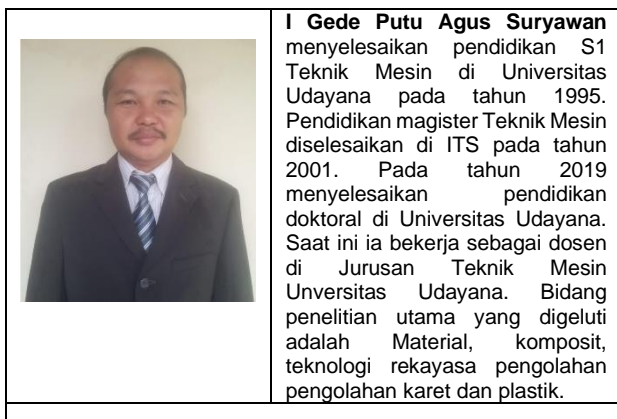 I Gede Putu Agus Suryawan
menyelesaikan pendidikan S1
Teknik Mesin di Universitas
Udayana pada tahun 1995.
Pendidikan magister Teknik Mesin
diselesaikan di ITS pada tahun
2001. Pada tahun 2019
menyelesaikan pendidikan
doktoral di Universitas Udayana.
Saat ini ia bekerja sebagai dosen
di Jurusan Teknik Mesin
Unversitas Udayana. Bidang
penelitian utama yang digeluti
adalah Material, komposit,
teknologi rekayasa pengolahan
pengolahan karet dan plastik.